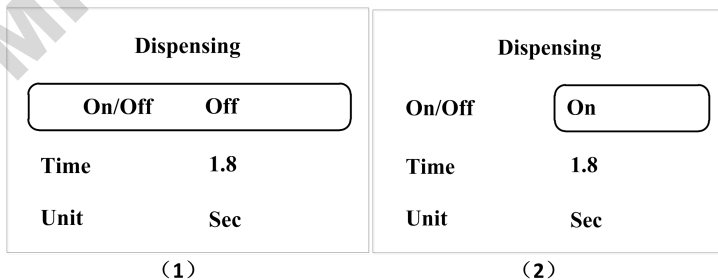 Dispensing
On/Off Off
Time 1.8
Unit Sec
（1）
Dispensing
On/Off On
Time 1.8
Unit Sec
（2）